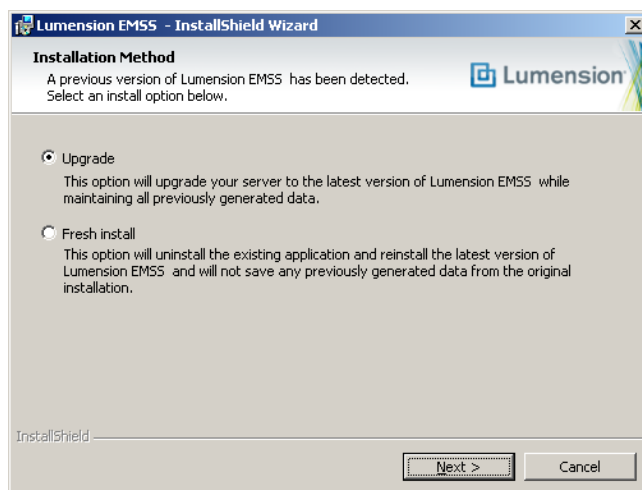 Lumension EMSS - InstallShield Wizard
Installation Method
A previous version of Lumension EMSS has been detected.
Select an install option below.
Lumension
Upgrade
This option will upgrade your server to the latest version of Lumension EMSS while
maintaining all previously generated data.
Fresh install
This option will uninstall the existing application and reinstall the latest version of
Lumension EMSS and will not save any previously generated data from the original
installation.
InstallShield
Next >
Cancel